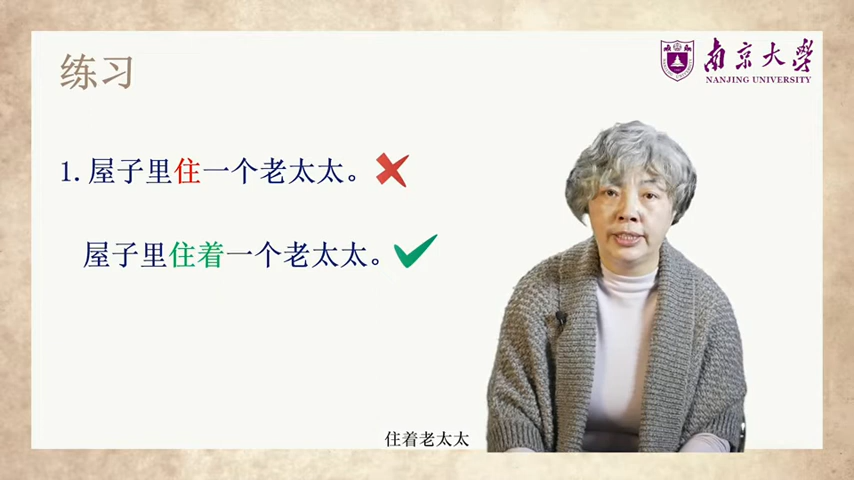 练习
南京大学
NANJING UNIVERSITY
1. 屋子里住一个老太太。
屋子里住着一个老太太。
住着老太太